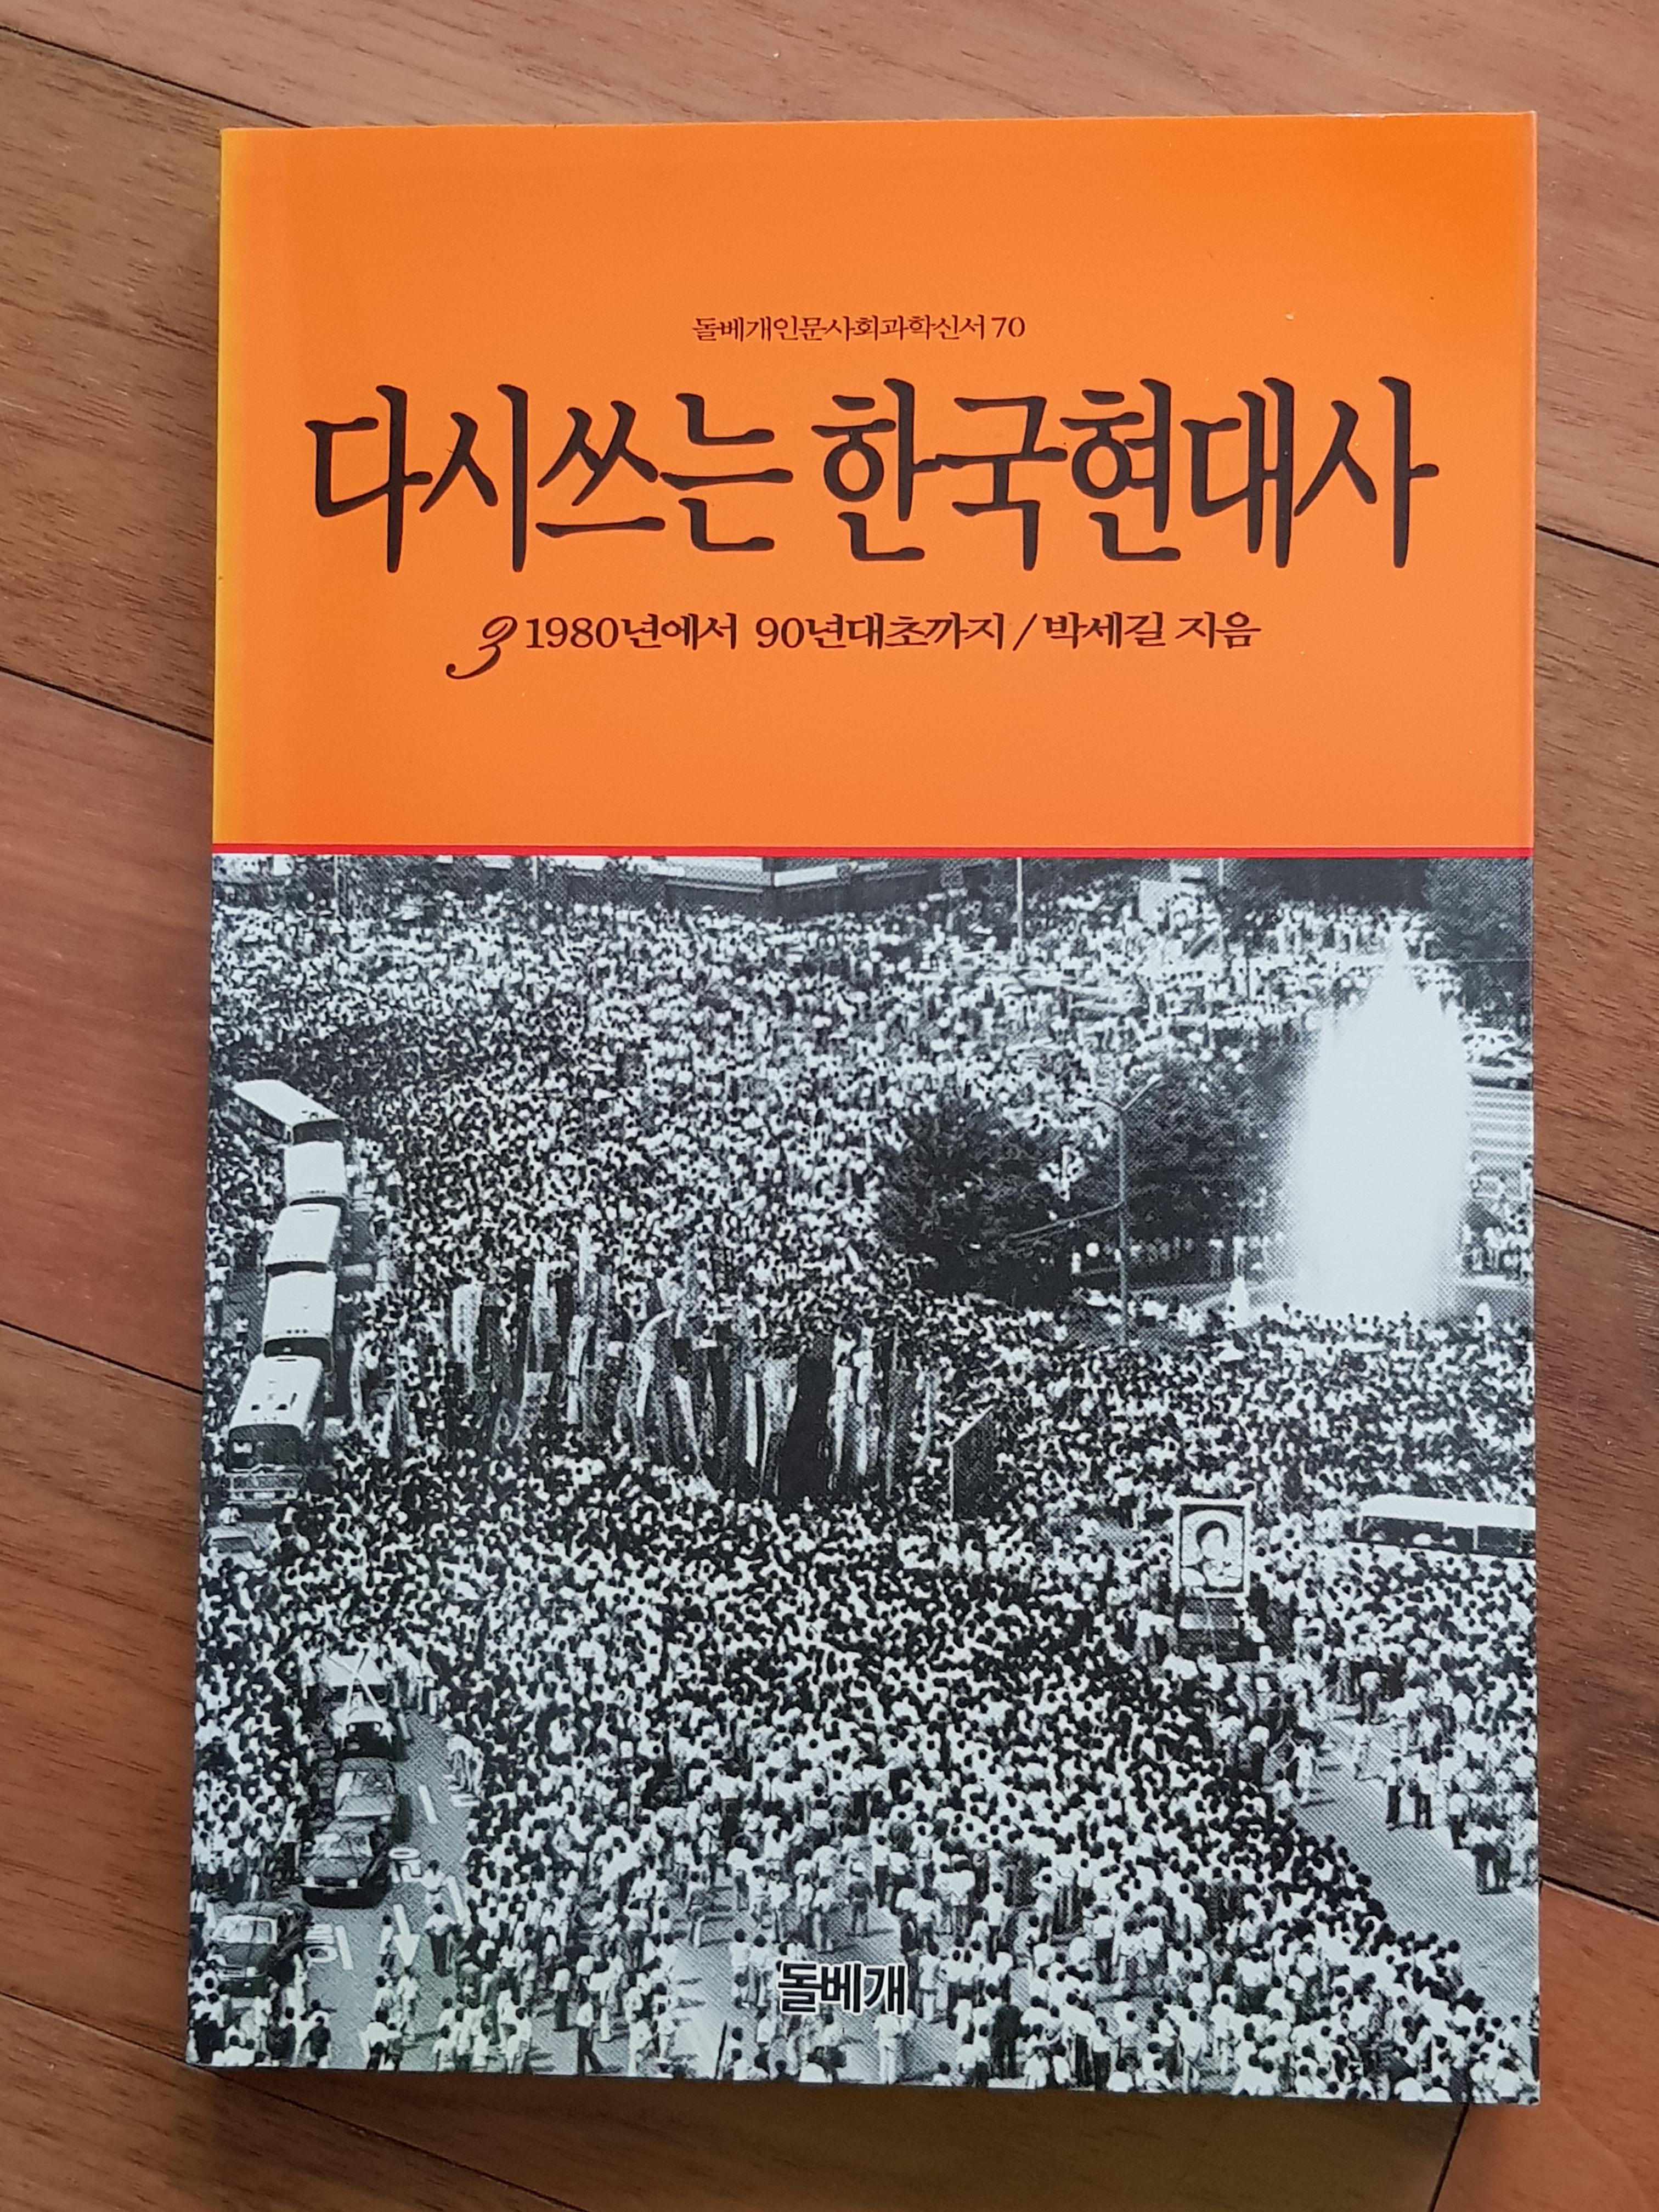 돌베개인문사회과학신서 70
다시쓰는 한국현대사
3 1980년에서 90년대초까지 / 박세길 지음
돌베개